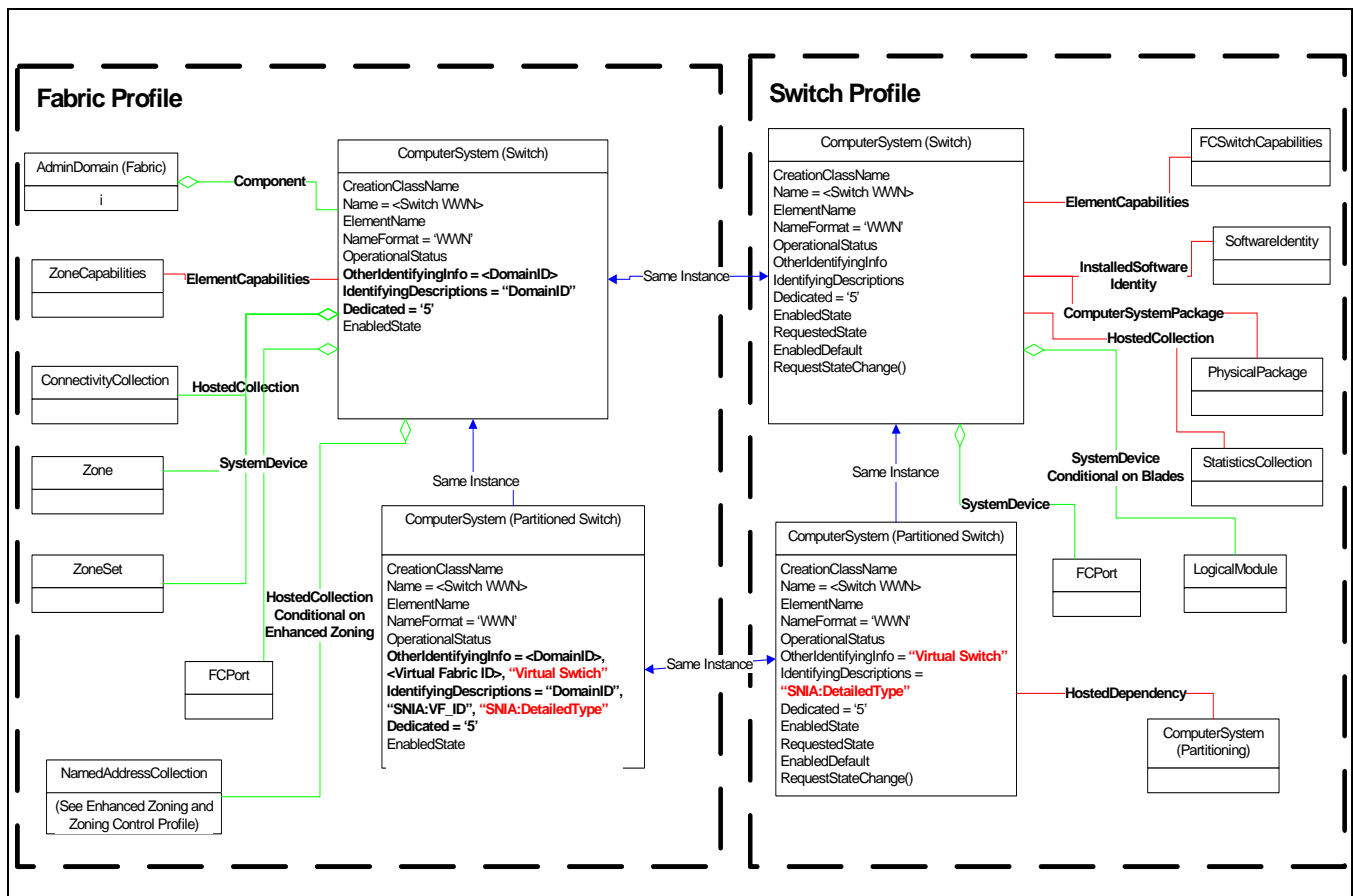 Fabric Profile
AdminDomain (Fabric)
i
Component
ZoneCapabilities
ElementCapabilities
ConnectivityCollection
HostedCollection
Zone
SystemDevice
ZoneSet
HostedCollection
Conditional on
Enhanced Zoning
FCPort
NamedAddressCollection
(See Enhanced Zoning and
Zoning Control Profile)
ComputerSystem (Switch)
CreationClassName
Name = <Switch WWN>
ElementName
NameFormat = ‘WWN’
OperationalStatus
OtherIdentifyingInfo = <DomainID>
IdentifyingDescriptions = “DomainID”
Dedicated = ‘5’
EnabledState
Same Instance
ComputerSystem (Partitioned Switch)
CreationClassName
Name = <Switch WWN>
ElementName
NameFormat = ‘WWN’
OperationalStatus
OtherIdentifyingInfo = <DomainID>,
<Virtual Fabric ID>, “Virtual Swtich”
IdentifyingDescriptions = “DomainID”,
“SNIA:VF_ID”, “SNIA:DetailedType”
Dedicated = ‘5’
EnabledState
Same Instance
Same Instance
Switch Profile
ComputerSystem (Switch)
CreationClassName
Name = <Switch WWN>
ElementName
NameFormat = ‘WWN’
OperationalStatus
OtherIdentifyingInfo
IdentifyingDescriptions
Dedicated = ‘5’
EnabledState
RequestedState
EnabledDefault
RequestStateChange()
Same Instance
ComputerSystem (Partitioned Switch)
CreationClassName
Name = <Switch WWN>
ElementName
NameFormat = ‘WWN’
OperationalStatus
OtherIdentifyingInfo = “Virtual Switch”
IdentifyingDescriptions =
“SNIA:DetailedType”
Dedicated = ‘5’
EnabledState
RequestedState
EnabledDefault
RequestStateChange()
FCSwitchCapabilities
ElementCapabilities
SoftwareIdentity
InstalledSoftware
Identity
ComputerSystemPackage
HostedCollection
PhysicalPackage
StatisticsCollection
SystemDevice
Conditional on Blades
SystemDevice
FCPort
LogicalModule
HostedDependency
ComputerSystem
(Partitioning)